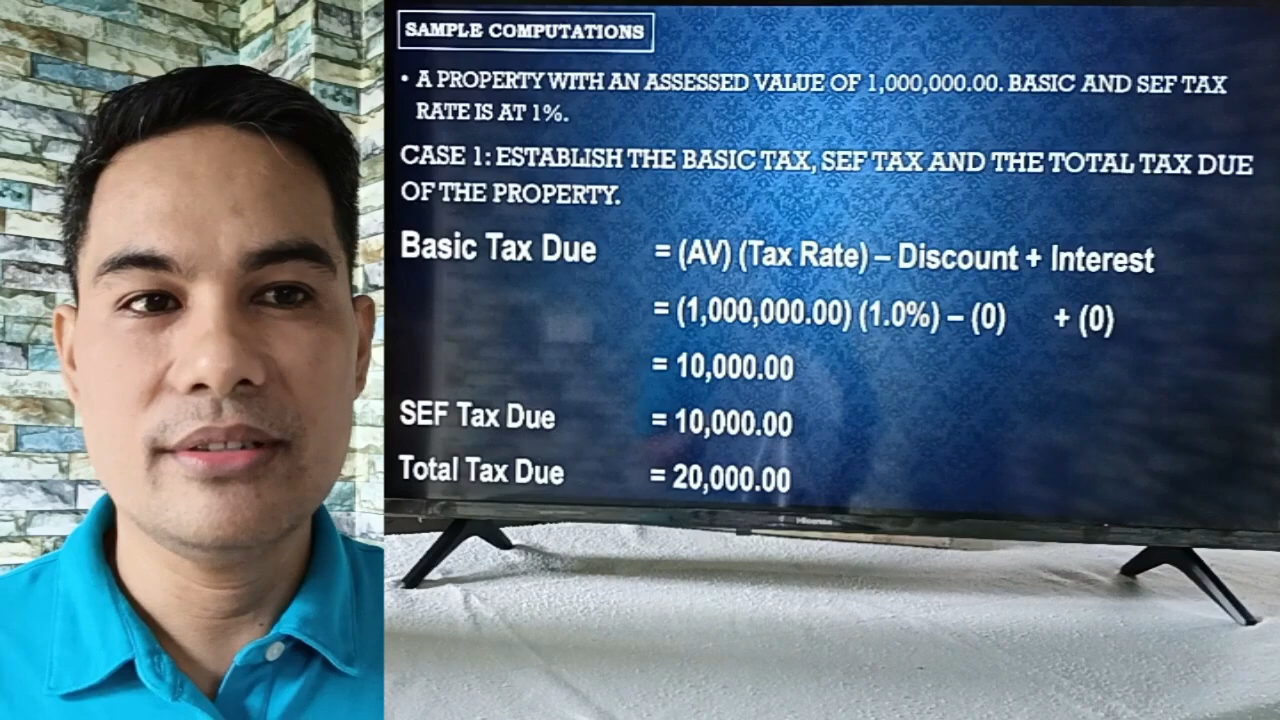 SAMPLE COMPUTATIONS
• A PROPERTY WITH AN ASSESSED VALUE OF 1,000,000.00. BASIC AND SEF TAX
RATE IS AT 1%.
CASE 1: ESTABLISH THE BASIC TAX, SEF TAX AND THE TOTAL TAX DUE
OF THE PROPERTY.
Basic Tax Due = (AV) (Tax Rate) – Discount + Interest
= (1,000,000.00) (1.0%) – (0) + (0)
= 10,000.00
SEF Tax Due = 10,000.00
Total Tax Due = 20,000.00
Hisense